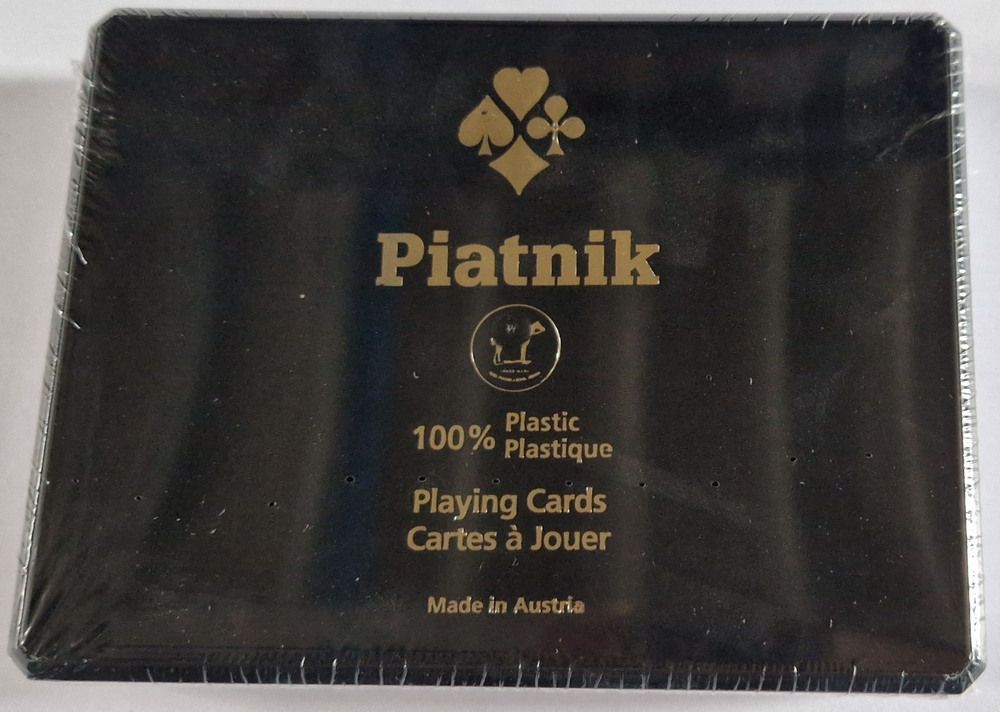 Piatnik
100% Plastic
Plastique
Playing Cards
Cartes à Jouer
Made in Austria